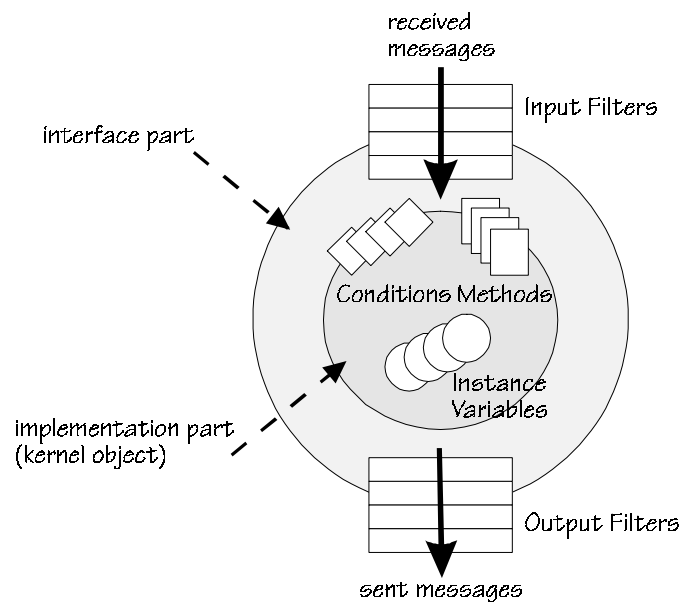 received
messages
Input Filters
interface part
Conditions Methods
Instance
Variables
implementation part
(kernel object)
Output Filters
sent messages